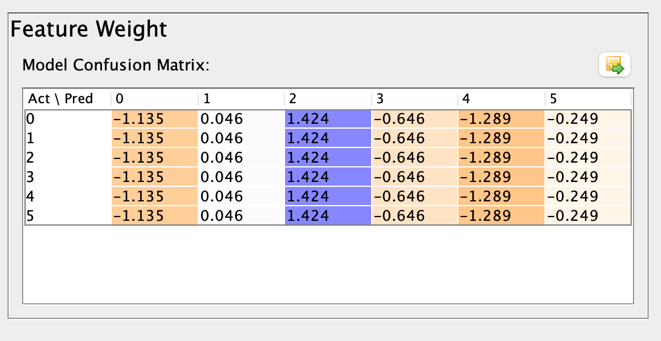 Feature Weight
Model Confusion Matrix:
Act \ Pred 0 1 2 3 4 5
0 -1.135 0.046 1.424 -0.646 -1.289 -0.249
1 -1.135 0.046 1.424 -0.646 -1.289 -0.249
2 -1.135 0.046 1.424 -0.646 -1.289 -0.249
3 -1.135 0.046 1.424 -0.646 -1.289 -0.249
4 -1.135 0.046 1.424 -0.646 -1.289 -0.249
5 -1.135 0.046 1.424 -0.646 -1.289 -0.249